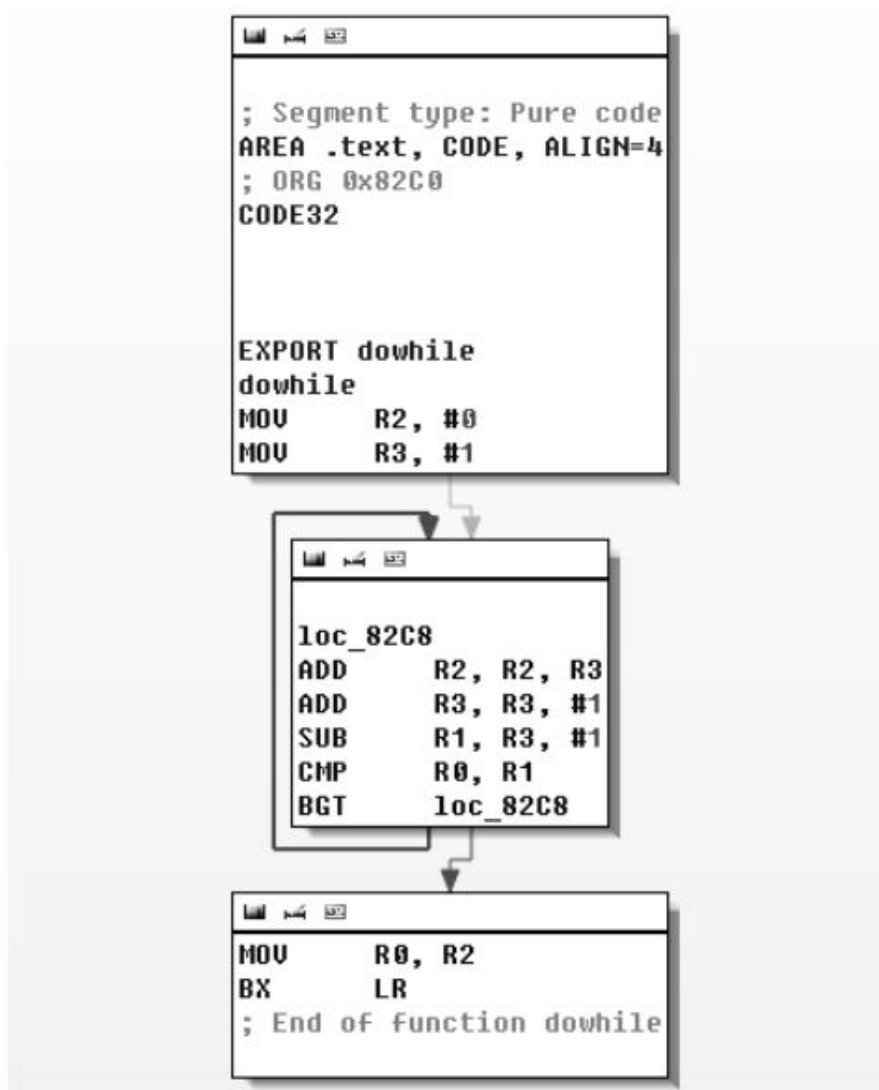 ; Segment type: Pure code
AREA .text, CODE, ALIGN=4
; ORG 0x82C0
CODE32
EXPORT dowhile
dowhile
MOV R2, #0
MOV R3, #1
loc_82C8
ADD R2, R2, R3
ADD R3, R3, #1
SUB R1, R3, #1
CMP R0, R1
BGT loc_82C8
MOV R0, R2
BX LR
; End of function dowhile